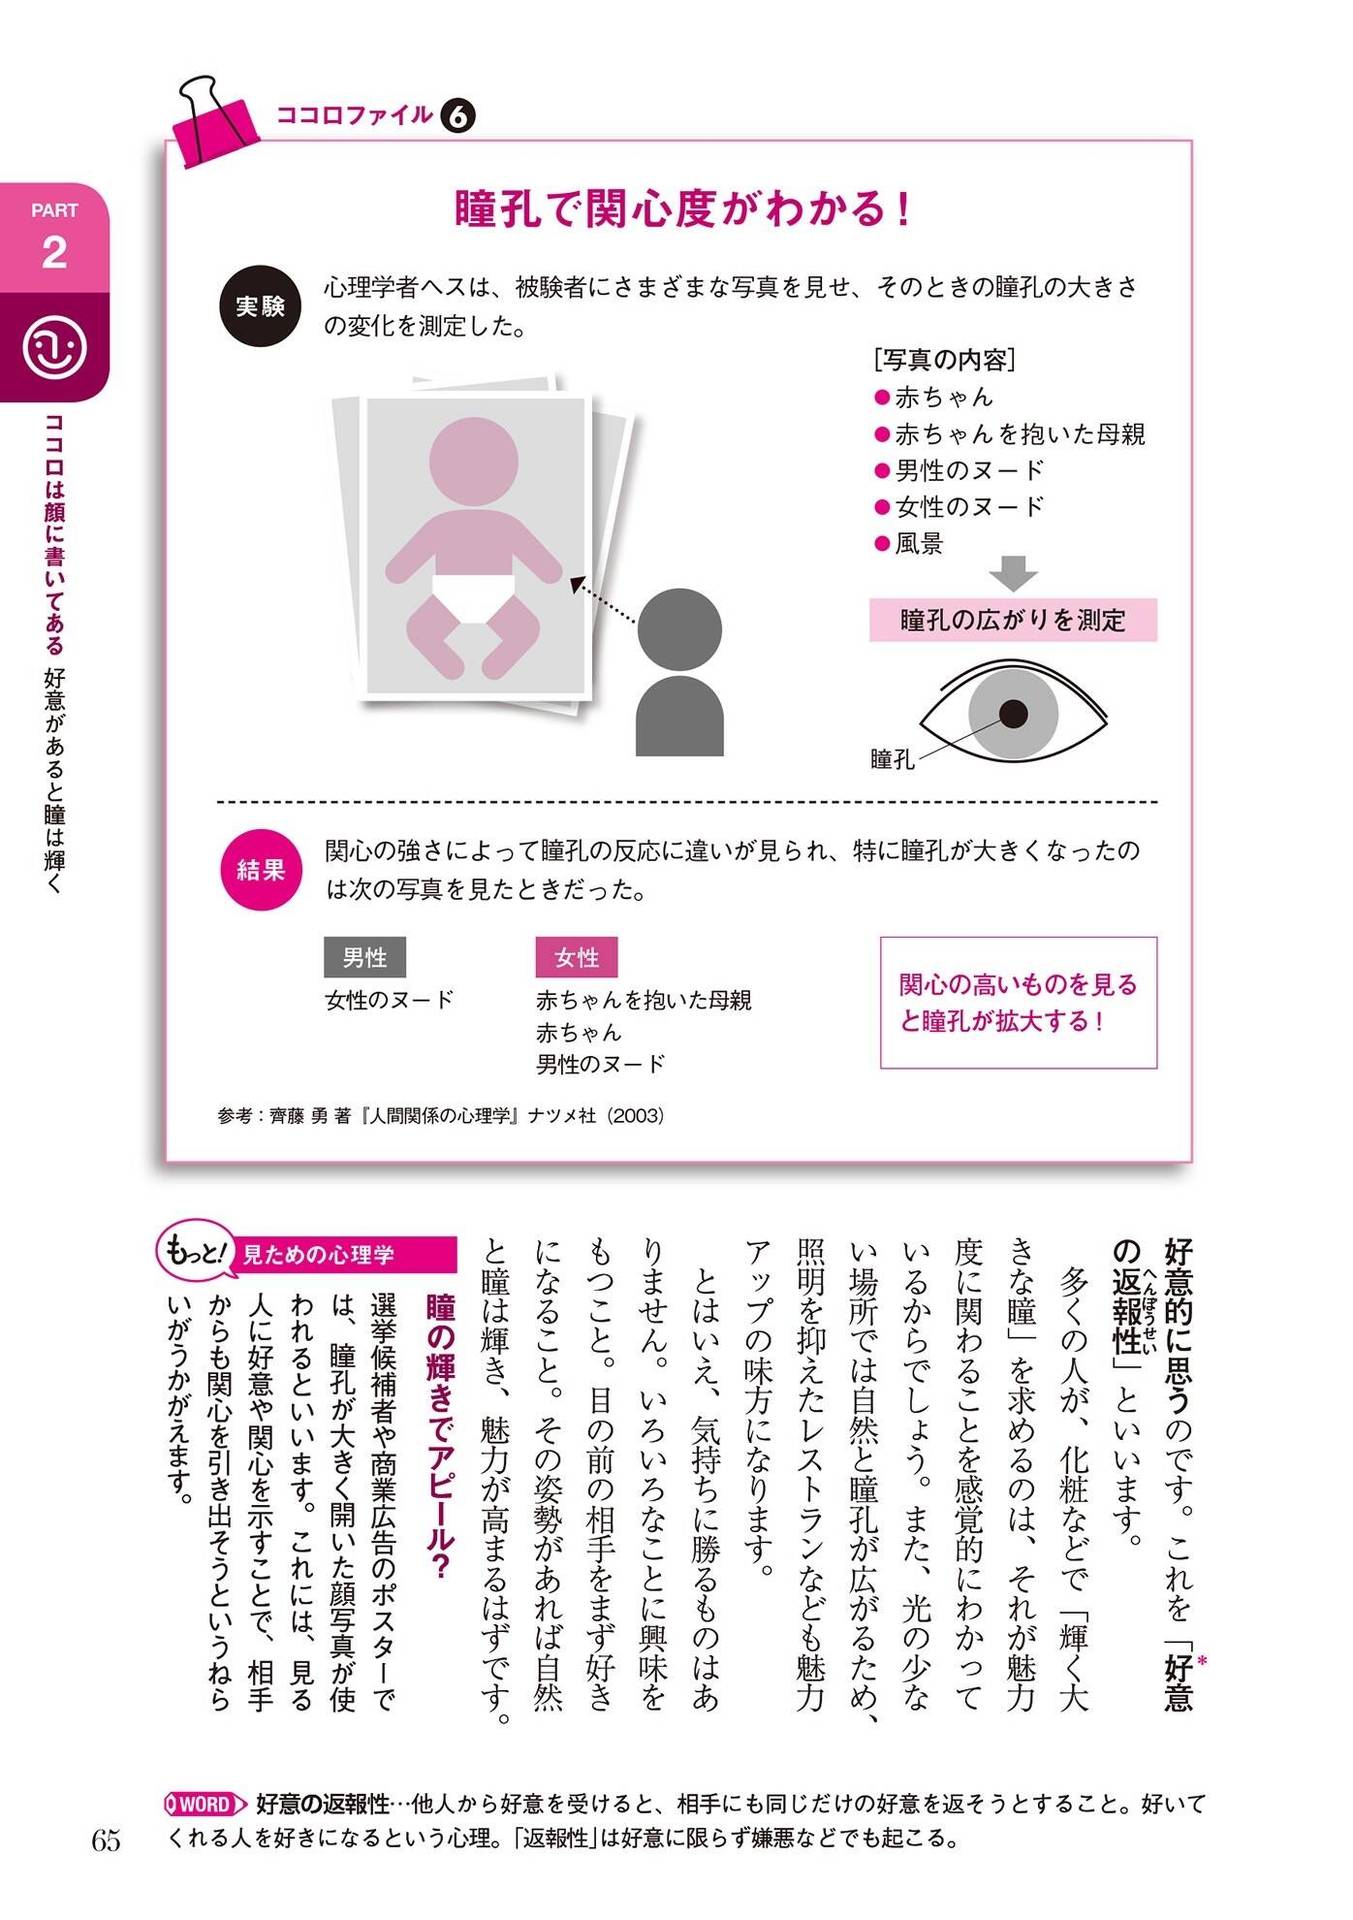 ココロファイル 6
瞳孔で関心度がわかる！
実験
心理学者ヘスは、被験者にさまざまな写真を見せ、そのときの瞳孔の大きさ
の変化を測定した。
［写真の内容］
●赤ちゃん
●赤ちゃんを抱いた母親
●男性のヌード
●女性のヌード
●風景
瞳孔の広がりを測定
瞳孔
結果
関心の強さによって瞳孔の反応に違いが見られ、特に瞳孔が大きくなったの
は次の写真を見たときだった。
男性
女性のヌード
女性
赤ちゃんを抱いた母親
赤ちゃん
男性のヌード
関心の高いものを見る
と瞳孔が拡大する！
参考：齊藤 勇 著『人間関係の心理学』ナツメ社（2003）
PART
2
ココロは顔に書いてある 好意があると瞳は輝く
好意的に思うのです。これを「好意*
の返報性」といいます。
へんぽうせい
多くの人が、化粧などで「輝く大
きな瞳」を求めるのは、それが魅力
度に関わることを感覚的にわかって
いるからでしょう。また、光の少な
い場所では自然と瞳孔が広がるため、
照明を抑えたレストランなども魅力
アップの味方になります。
とはいえ、気持ちに勝るものはあ
りません。いろいろなことに興味を
もつこと。目の前の相手をまず好き
になること。その姿勢があれば自然
と瞳は輝き、魅力が高まるはずです。
もっと！ 見ための心理学
瞳の輝きでアピール？
選挙候補者や商業広告のポスターで
は、瞳孔が大きく開いた顔写真が使
われるといいます。これには、見る
人に好意や関心を示すことで、相手
からも関心を引き出そうというねら
いがうかがえます。
WORD 好意の返報性…他人から好意を受けると、相手にも同じだけの好意を返そうとすること。好いて
くれる人を好きになるという心理。「返報性」は好意に限らず嫌悪などでも起こる。
65